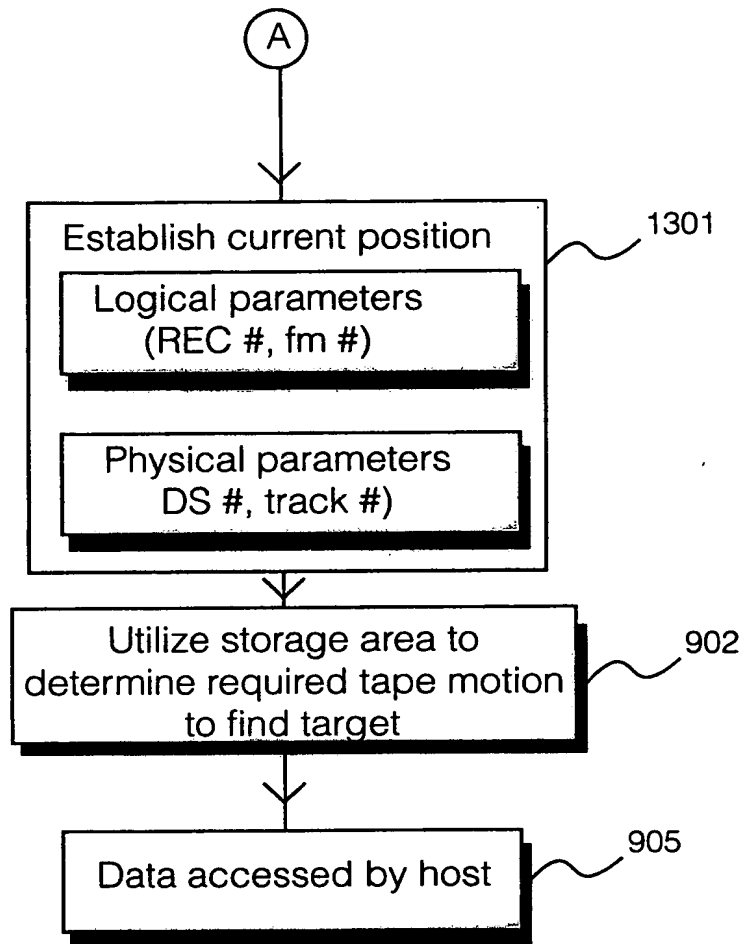 A
Establish current position
1301
Logical parameters
(REC #, fm #)
Physical parameters
DS #, track #)
Utilize storage area to
determine required tape motion
to find target
902
Data accessed by host
905